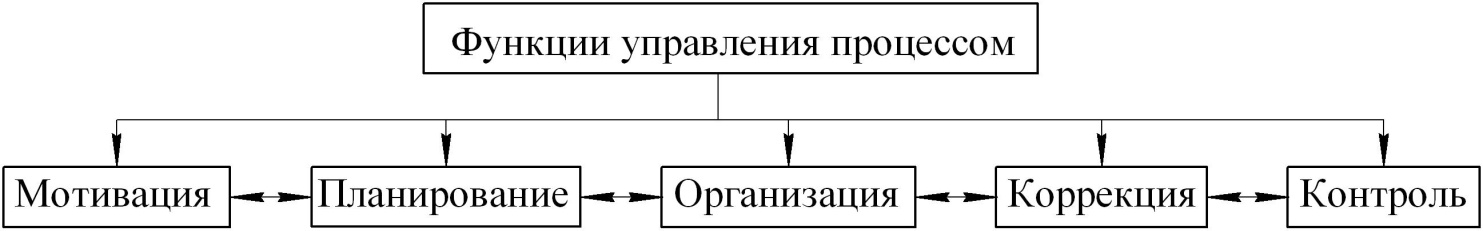 Функции управления процессом
Мотивация
Планирование
Организация
Коррекция
Контроль